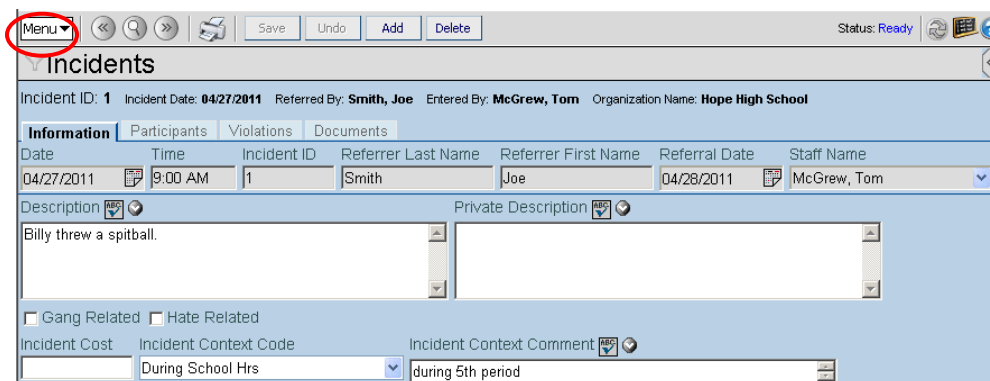 Menu Save Undo Add Delete Status: Ready
Incidents
Incident ID: 1 Incident Date: 04/27/2011 Referred By: Smith, Joe Entered By: McGrew, Tom Organization Name: Hope High School
Information Participants Violations Documents
Date Time Incident ID Referrer Last Name Referrer First Name Referral Date Staff Name
04/27/2011 9:00 AM 1 Smith Joe 04/28/2011 McGrew, Tom
Description ABC Private Description ABC
Billy threw a spitball.
Gang Related Hate Related
Incident Cost Incident Context Code Incident Context Comment ABC
During School Hrs during 5th period